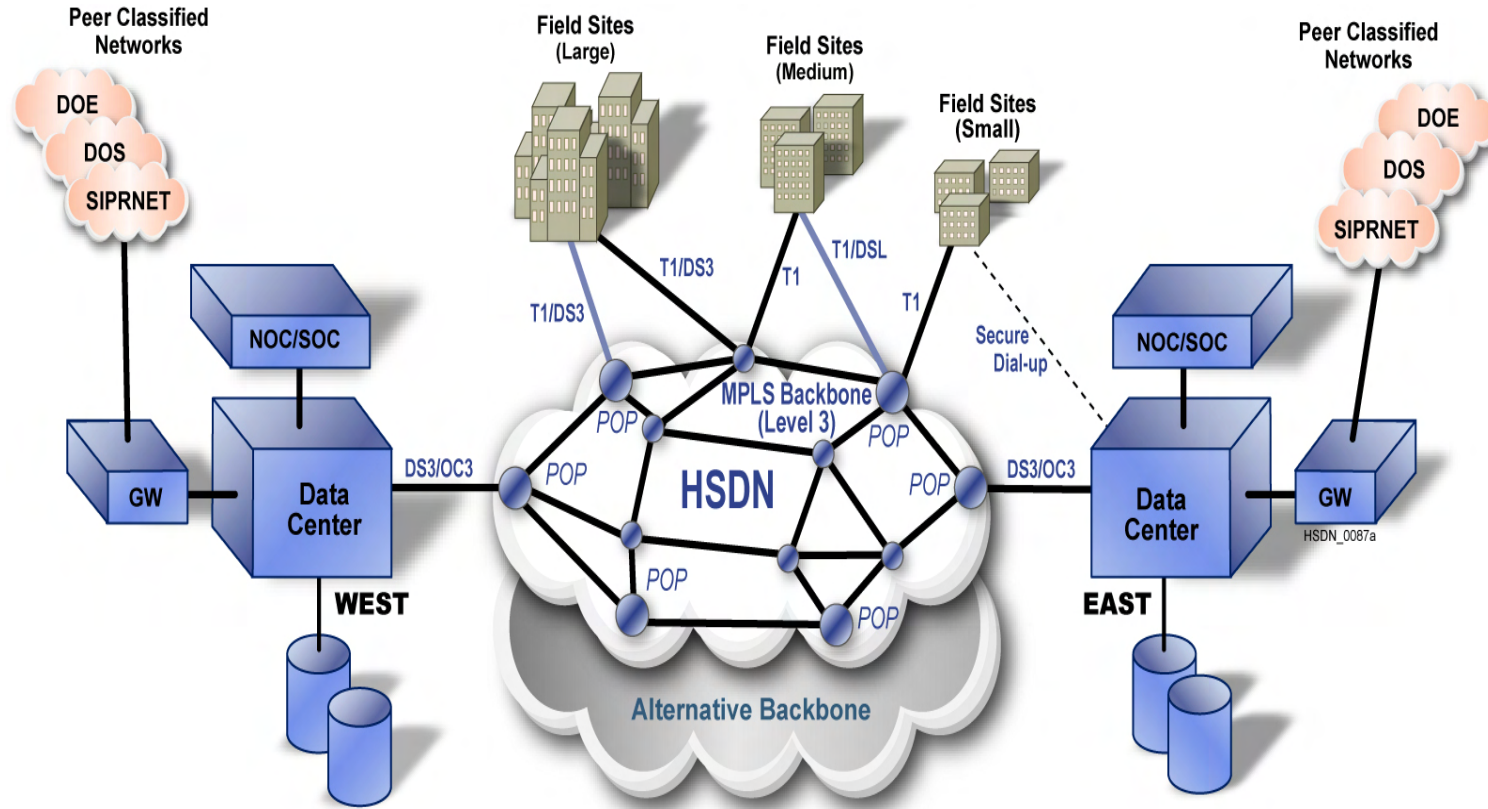 Peer Classified
Networks
DOE
DOS
SIPRNET
NOC/SOC
GW
Data
Center
WEST
DS3/OC3
Field Sites
(Large)
Field Sites
(Medium)
Field Sites
(Small)
T1/DS3
T1/DS3
T1
T1/DSL
T1
Secure
Dial-up
MPLS Backbone
(Level 3)
POP
POP
POP
POP
POP
POP
HSDN
Alternative Backbone
Peer Classified
Networks
DOE
DOS
SIPRNET
NOC/SOC
DS3/OC3
Data
Center
GW
HSDN_0087a
EAST